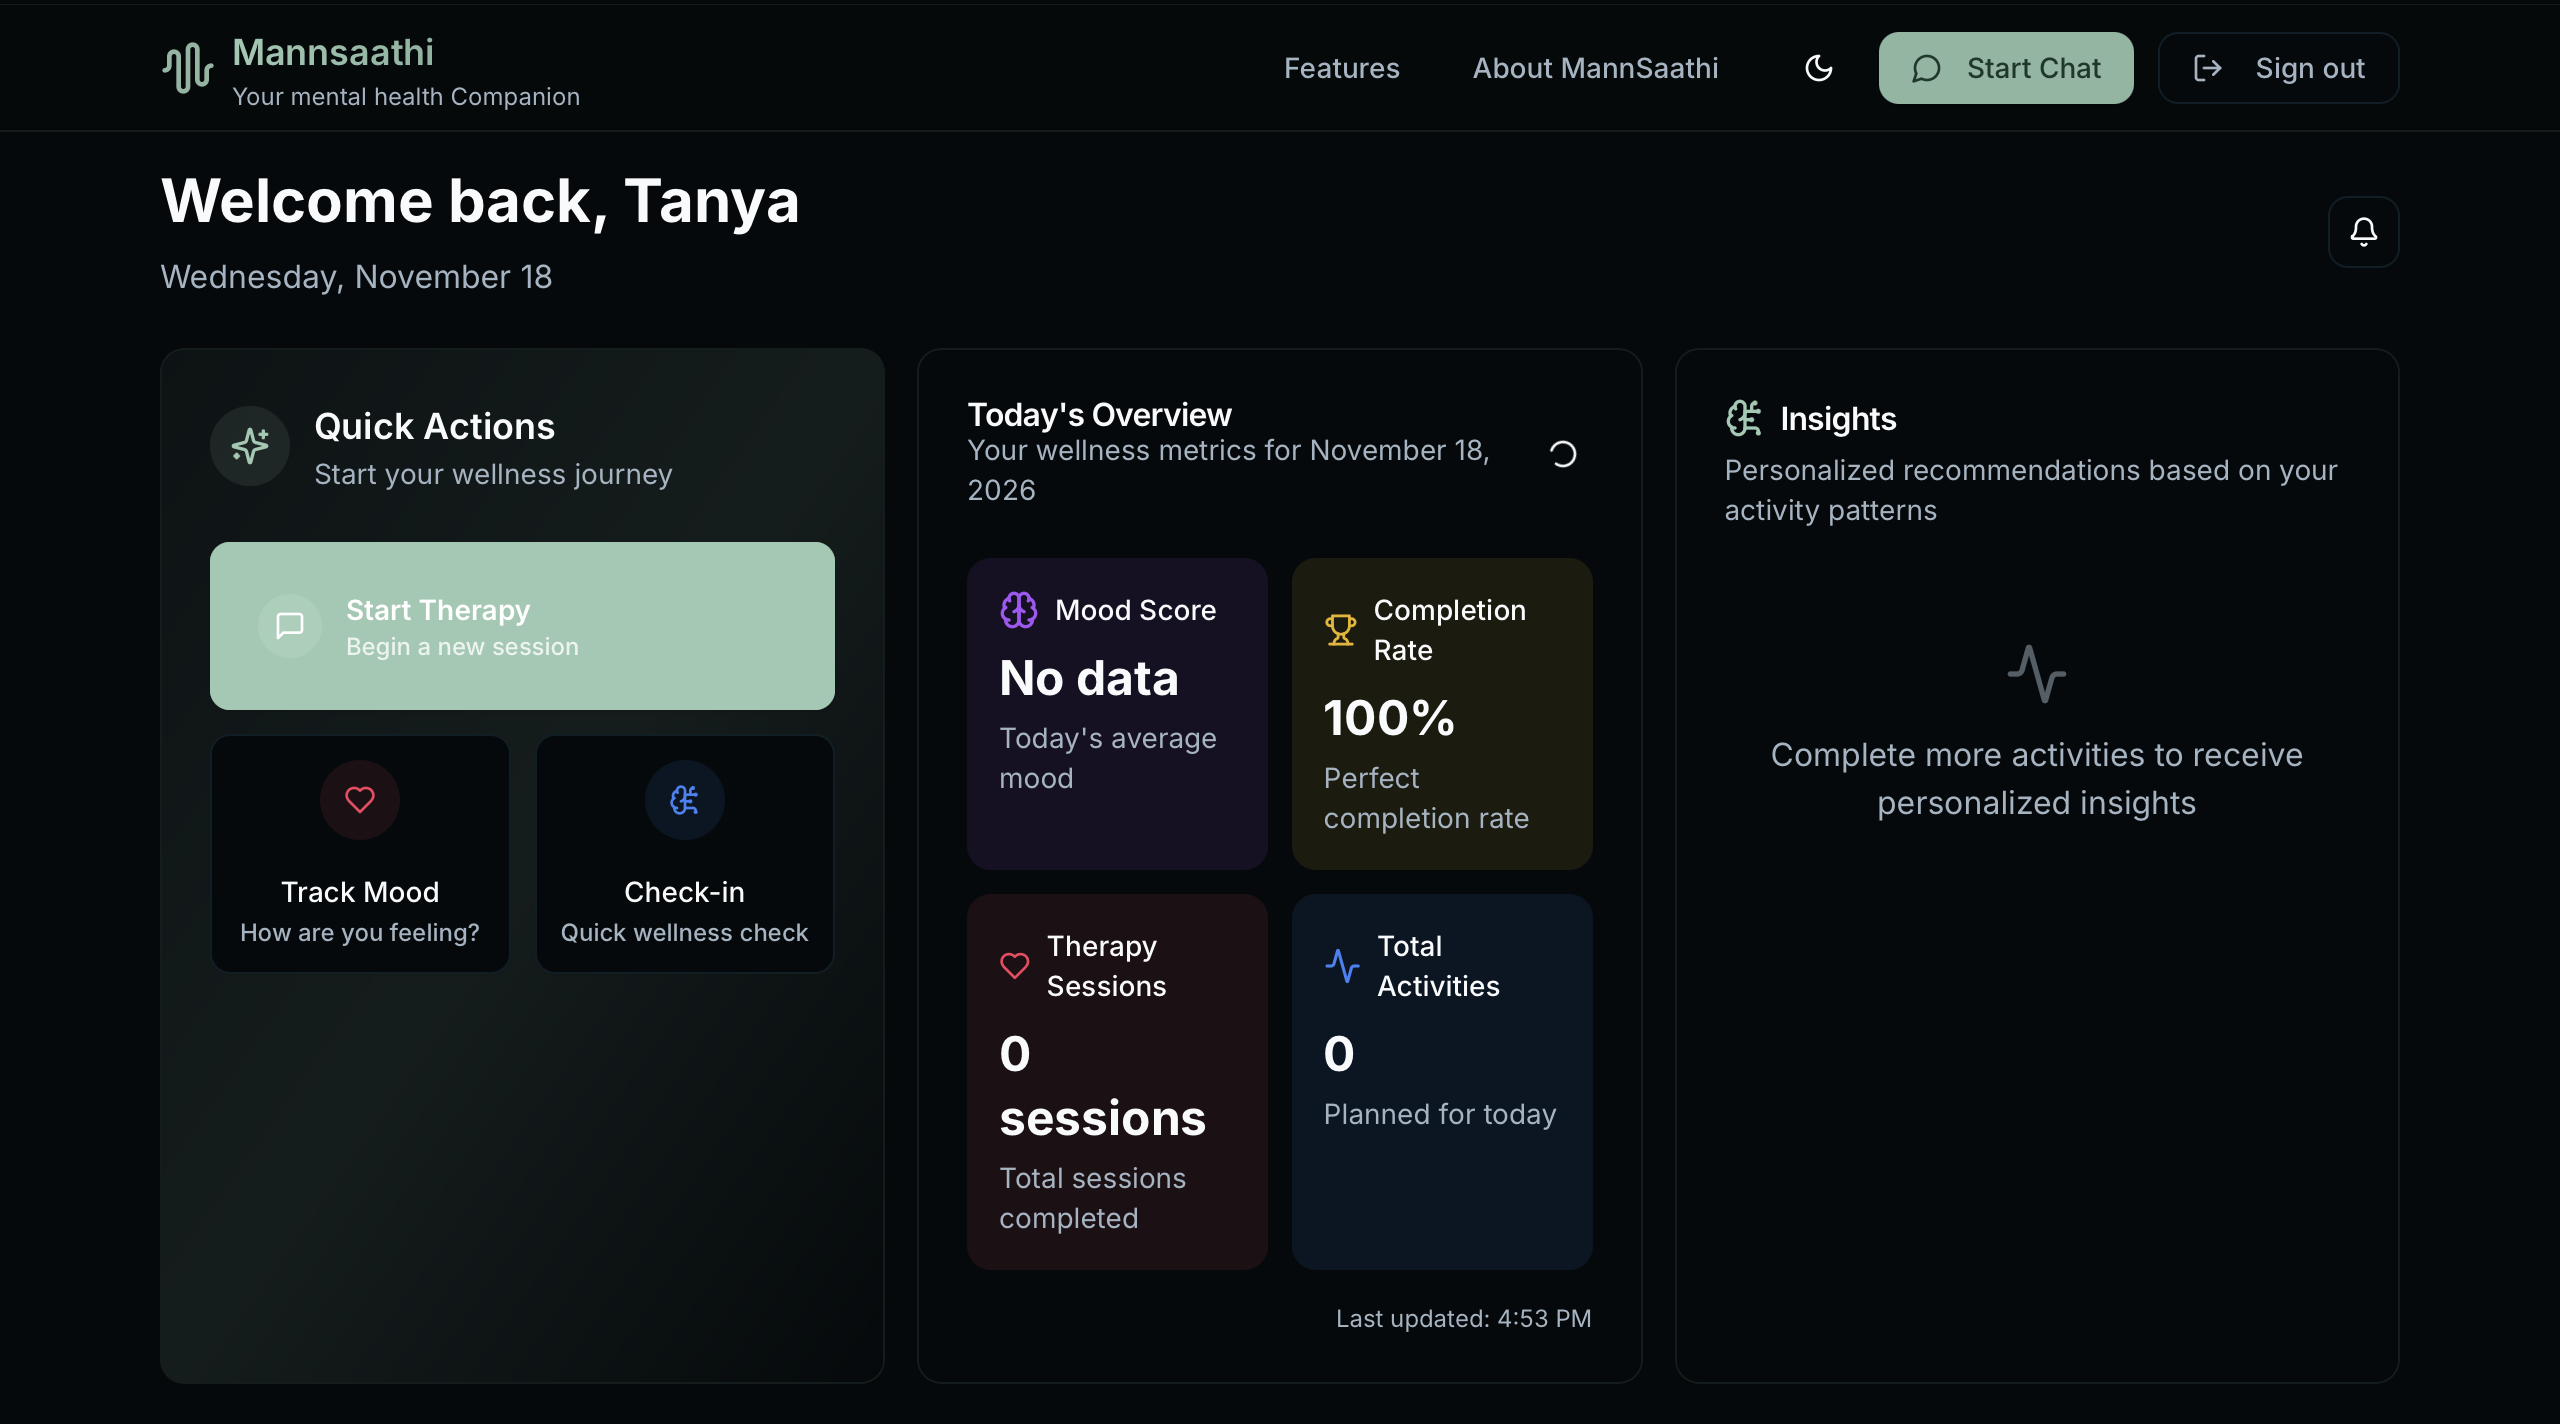 Mannsaathi
Your mental health Companion
Features
About MannSaathi
Start Chat
Sign out
Welcome back, Tanya
Wednesday, November 18
Quick Actions
Start your wellness journey
Start Therapy
Begin a new session
Track Mood
How are you feeling?
Check-in
Quick wellness check
Today's Overview
Your wellness metrics for November 18,
2026
Mood Score
No data
Today's average
mood
Completion
Rate
100%
Perfect
completion rate
Therapy
Sessions
0
sessions
Total sessions
completed
Total
Activities
0
Planned for today
Last updated: 4:53 PM
Insights
Personalized recommendations based on your
activity patterns
Complete more activities to receive
personalized insights